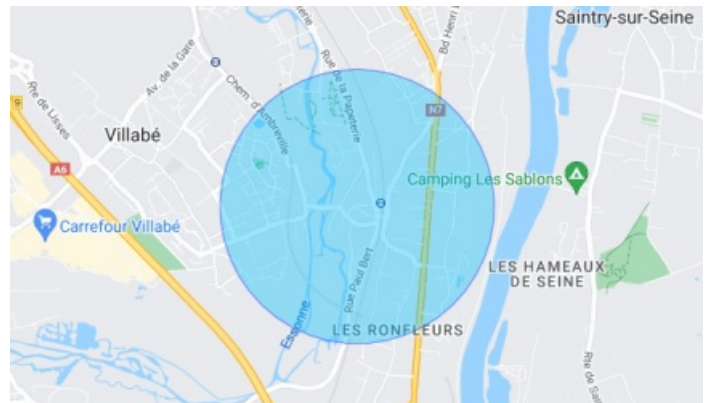 Saintry-sur-Seine
Bd Henri
Rue de la Papeterie
Av. de la Gare
Chem. d'Ambreville
Rte de Lisses
9
N7
Villabé
A6
Camping Les Sablons
Carrefour Villabé
LES HAMEAUX
DE SEINE
Rue Paul Bert
Essonne
LES RONFLEURS
Rte de San